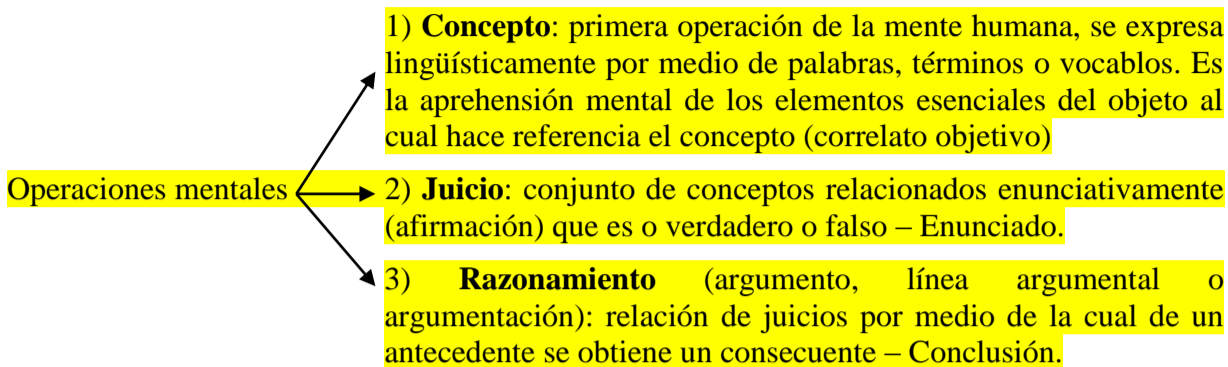 1) Concepto: primera operación de la mente humana, se expresa
lingüísticamente por medio de palabras, términos o vocablos. Es
la aprehensión mental de los elementos esenciales del objeto al
cual hace referencia el concepto (correlato objetivo)
Operaciones mentales
2) Juicio: conjunto de conceptos relacionados enunciativamente
(afirmación) que es o verdadero o falso – Enunciado.
3) Razonamiento (argumento, línea argumental o
argumentación): relación de juicios por medio de la cual de un
antecedente se obtiene un consecuente – Conclusión.